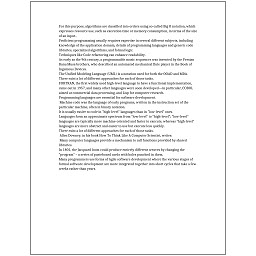 For this purpose, algorithms are classified into orders using so-called Big O notation, which
expresses resource use, such as execution time or memory consumption, in terms of the size
of an input.
Proficient programming usually requires expertise in several different subjects, including
knowledge of the application domain, details of programming languages and generic code
libraries, specialized algorithms, and formal logic.
Techniques like Code refactoring can enhance readability.
As early as the 9th century, a programmable music sequencer was invented by the Persian
Banu Musa brothers, who described an automated mechanical flute player in the Book of
Ingenious Devices.
The Unified Modeling Language (UML) is a notation used for both the OOAD and MDA.
There exist a lot of different approaches for each of those tasks.
FORTRAN, the first widely used high-level language to have a functional implementation,
came out in 1957, and many other languages were soon developed—in particular, COBOL
aimed at commercial data processing, and Lisp for computer research.
Programming languages are essential for software development.
Machine code was the language of early programs, written in the instruction set of the
particular machine, often in binary notation.
It is usually easier to code in "high-level" languages than in "low-level" ones.
Languages form an approximate spectrum from "low-level" to "high-level"; "low-level"
languages are typically more machine-oriented and faster to execute, whereas "high-level"
languages are more abstract and easier to use but execute less quickly.
There exist a lot of different approaches for each of those tasks.
Allen Downey, in his book How To Think Like A Computer Scientist, writes:
Many computer languages provide a mechanism to call functions provided by shared
libraries.
In 1801, the Jacquard loom could produce entirely different weaves by changing the
"program" – a series of pasteboard cards with holes punched in them.
Many programmers use forms of Agile software development where the various stages of
formal software development are more integrated together into short cycles that take a few
weeks rather than years.